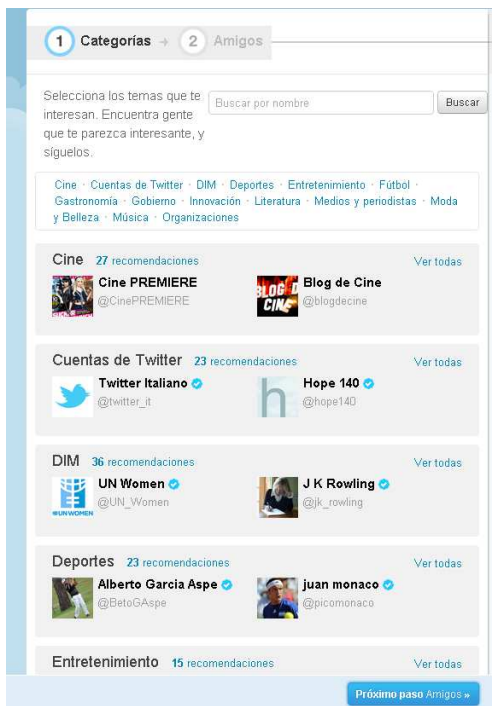 1 Categorías → 2 Amigos
Selecciona los temas que te
interesan. Encuentra gente
que te parezca interesante, y
síguelos.
Buscar por nombre
Buscar
Cine · Cuentas de Twitter · DIM · Deportes · Entretenimiento · Fútbol ·
Gastronomía · Gobierno · Innovación · Literatura · Medios y periodistas · Moda
y Belleza · Música · Organizaciones
Cine 27 recomendaciones Ver todas
Cine PREMIERE
@CinePREMIERE
BLOG D
CINE
Blog de Cine
@blogdecine
Cuentas de Twitter 23 recomendaciones Ver todas
Twitter Italiano
@twitter_it
h
Hope 140
@hope140
DIM 36 recomendaciones Ver todas
@UNWOMEN
UN Women
@UN_Women
J K Rowling
@jk_rowling
Deportes 23 recomendaciones Ver todas
Alberto Garcia Aspe
@BetoGAspe
juan monaco
@picomonaco
Entretenimiento 15 recomendaciones Ver todas
Próximo paso Amigos »